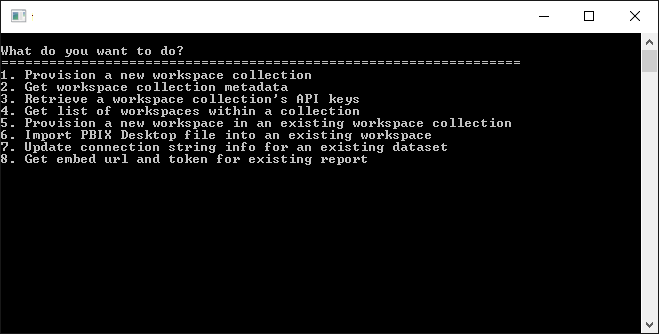 What do you want to do?
=================================================================
1. Provision a new workspace collection
2. Get workspace collection metadata
3. Retrieve a workspace collection's API keys
4. Get list of workspaces within a collection
5. Provision a new workspace in an existing workspace collection
6. Import PBIX Desktop file into an existing workspace
7. Update connection string info for an existing dataset
8. Get embed url and token for existing report